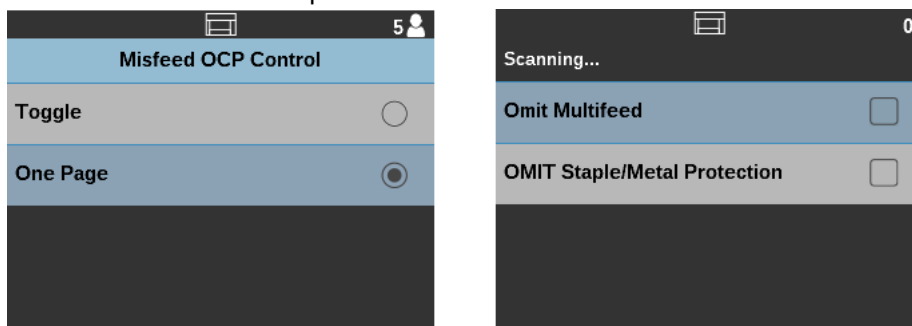 5
Misfeed OCP Control
Toggle
One Page
0
Scanning...
Omit Multifeed
OMIT Staple/Metal Protection